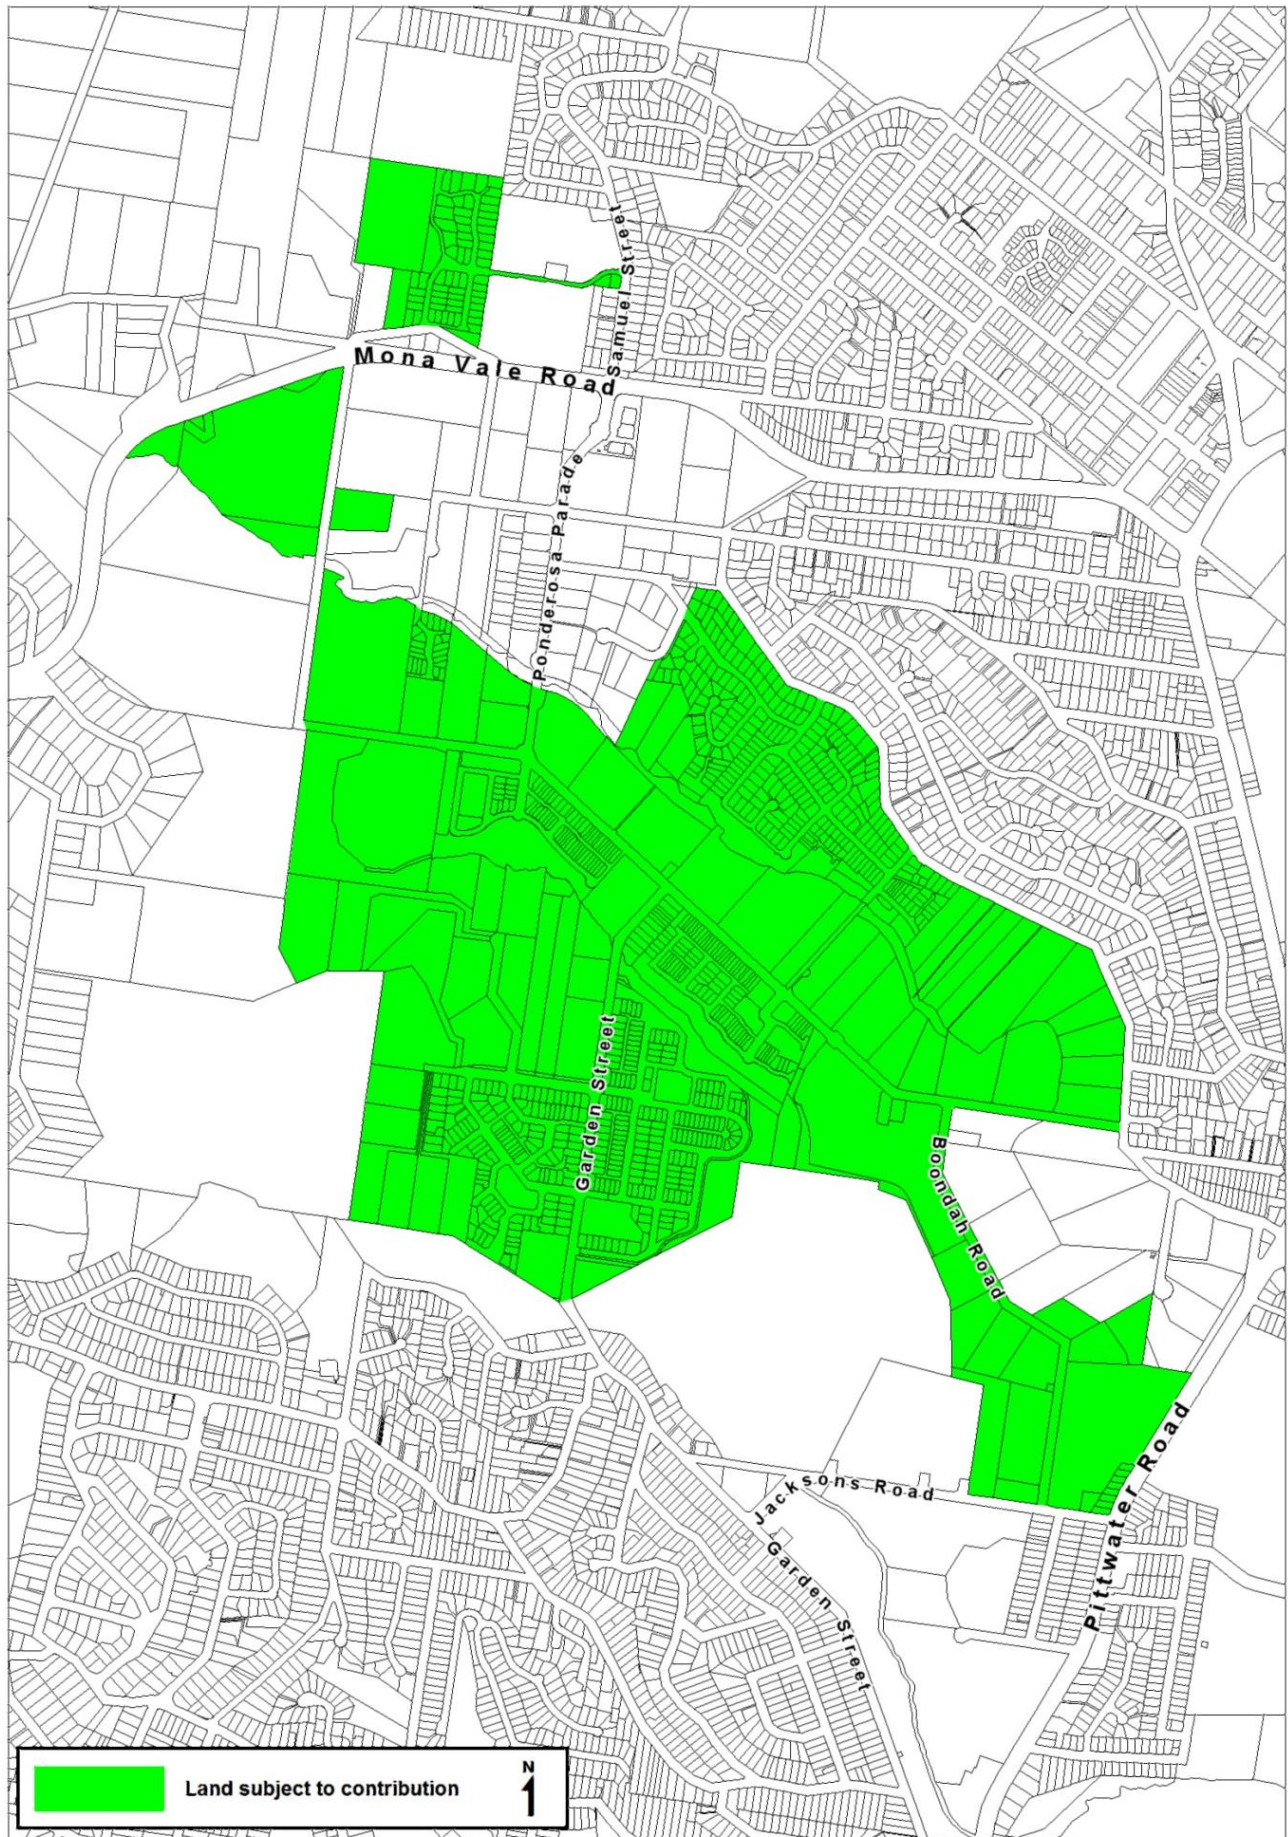 Samuel Street
Mona Vale Road
Ponderosa Parade
Garden Street
Boondah Road
Jacksons Road
Pittwater Road
Garden Street
Land subject to contribution
N